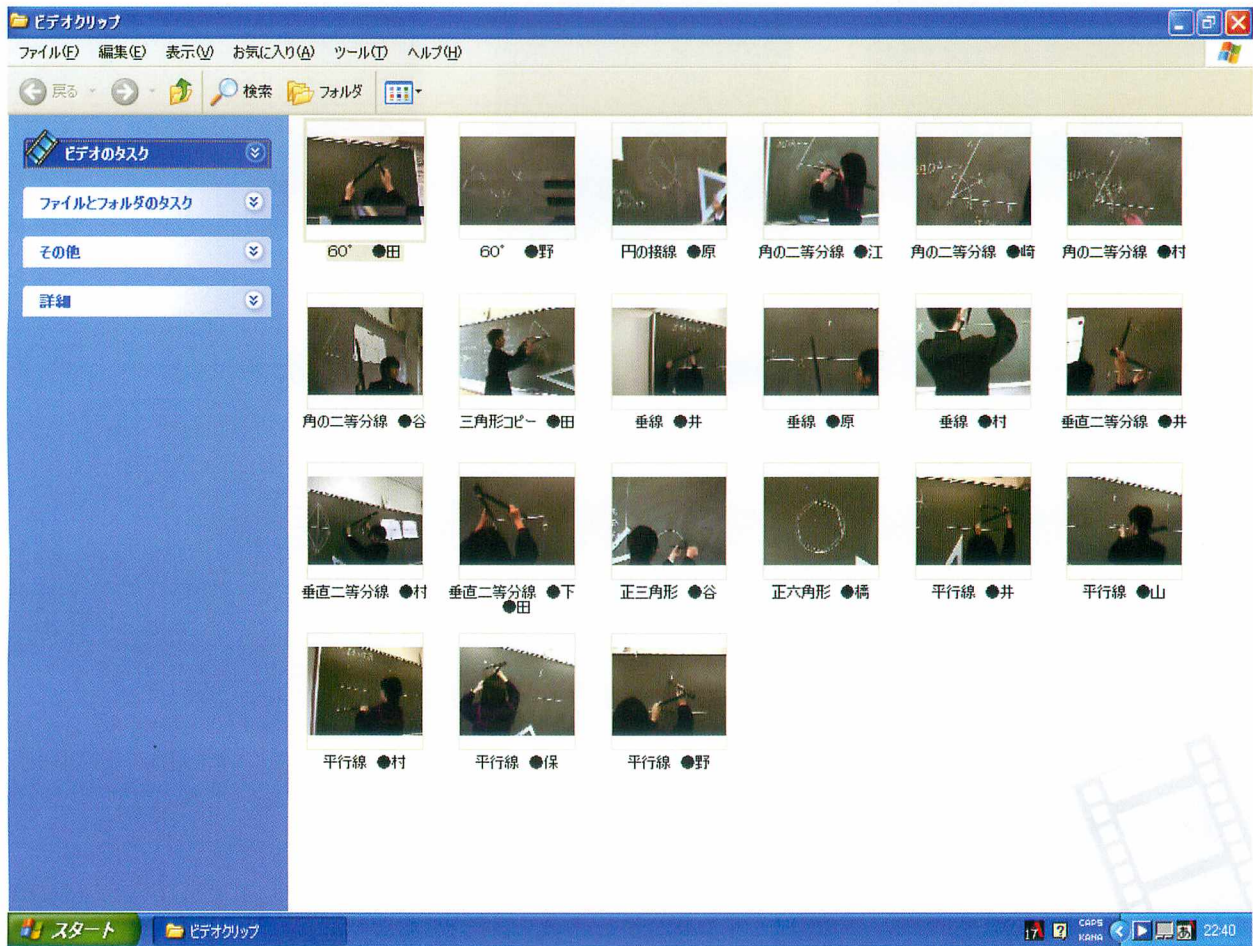 ビデオクリップ
ファイル(F) 編集(E) 表示(V) お気に入り(A) ツール(T) ヘルプ(H)
戻る 検索 フォルダ
ビデオのタスク
ファイルとフォルダのタスク
その他
詳細
60° ●田
60° ●野
円の接線 ●原
角の二等分線 ●江
角の二等分線 ●崎
角の二等分線 ●村
角の二等分線 ●谷
三角形コピー ●田
垂線 ●井
垂線 ●原
垂線 ●村
垂直二等分線 ●井
垂直二等分線 ●村
垂直二等分線 ●下
●田
正三角形 ●谷
正六角形 ●橋
平行線 ●井
平行線 ●山
平行線 ●村
平行線 ●保
平行線 ●野
スタート ビデオクリップ
17 CAPS KANA あ 22:40